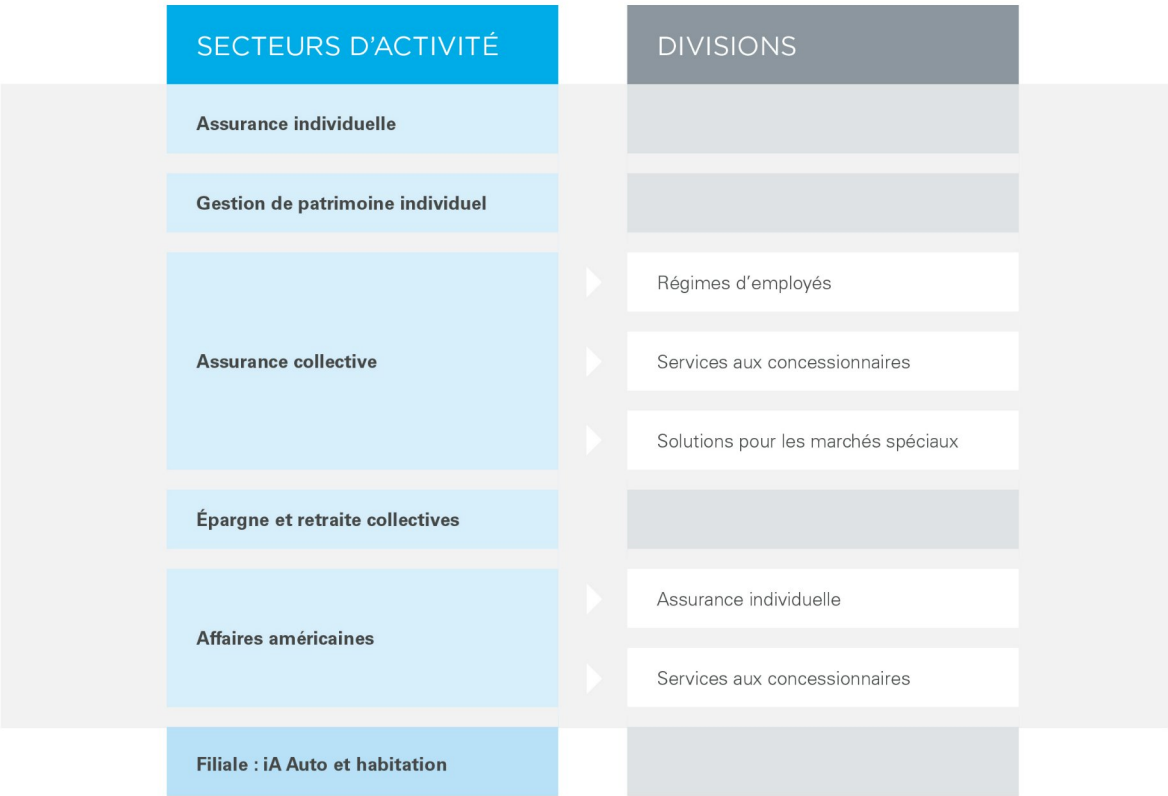 SECTEURS D'ACTIVITÉ
DIVISIONS
Assurance individuelle
Gestion de patrimoine individuel
Assurance collective
Régimes d'employés
Services aux concessionnaires
Solutions pour les marchés spéciaux
Épargne et retraite collectives
Affaires américaines
Assurance individuelle
Services aux concessionnaires
Filiale : iA Auto et habitation